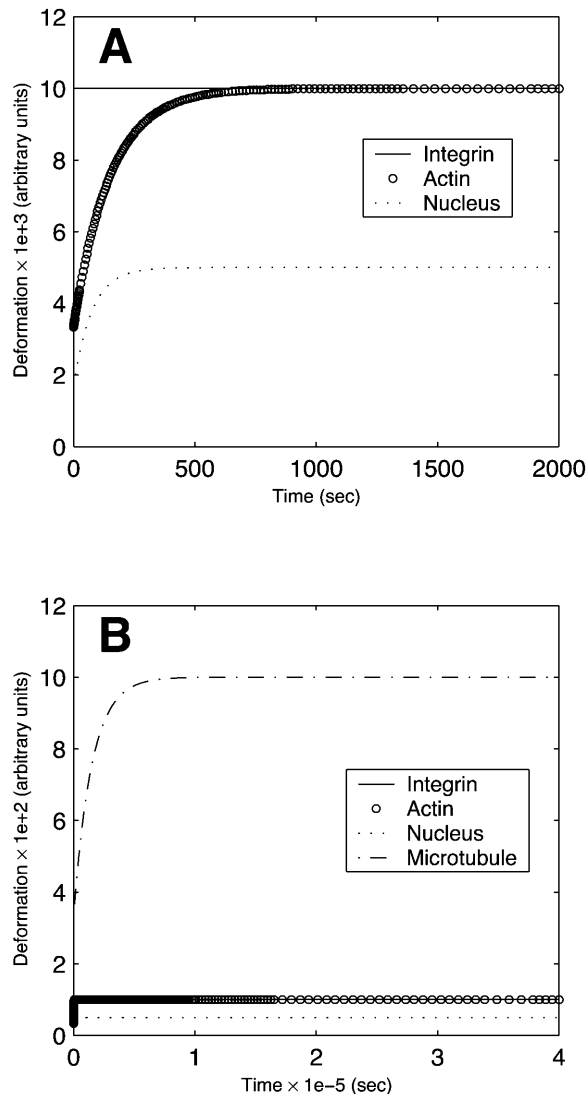 A
12
10
8
6
4
2
0
Deformation × 1e+3 (arbitrary units)
Integrin
Actin
Nucleus
0 500 1000 1500 2000
Time (sec)
B
12
10
8
6
4
2
0
Deformation × 1e+2 (arbitrary units)
Integrin
Actin
Nucleus
Microtubule
0 1 2 3 4
Time × 1e−5 (sec)